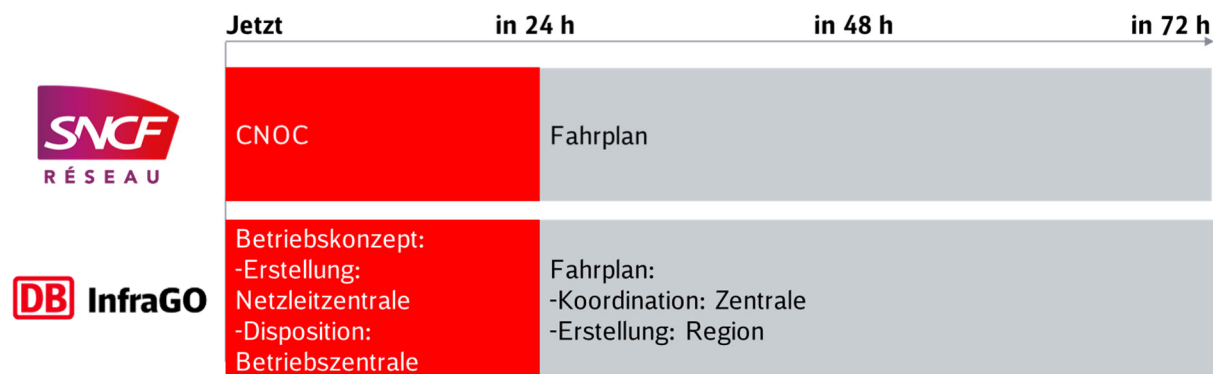 Jetzt in 24 h in 48 h in 72 h
SNCF
RÉSEAU
CNOC
Fahrplan
DB InfraGO
Betriebskonzept:
-Erstellung:
Netzleitzentrale
-Disposition:
Betriebszentrale
Fahrplan:
-Koordination: Zentrale
-Erstellung: Region